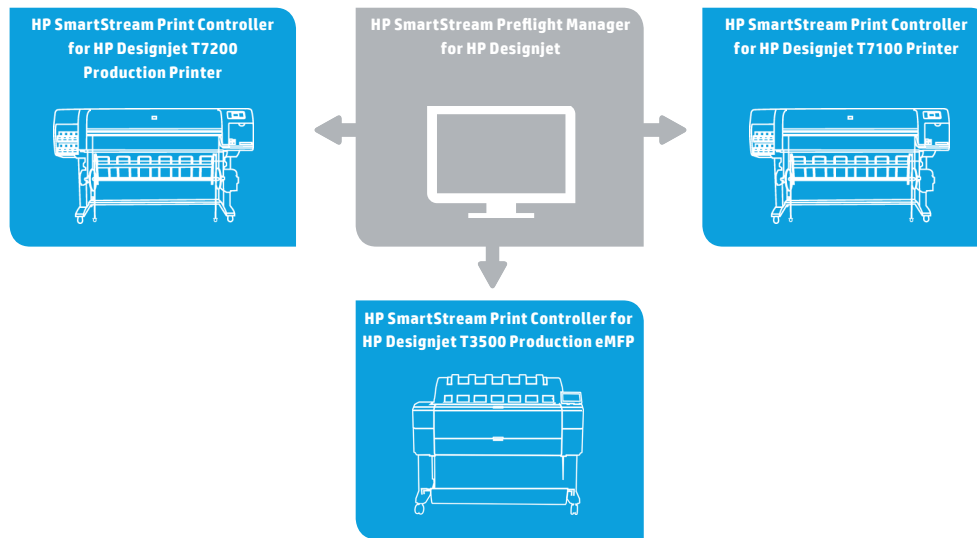 HP SmartStream Print Controller
for HP Designjet T7200
Production Printer
HP SmartStream Preflight Manager
for HP Designjet
HP SmartStream Print Controller
for HP Designjet T7100 Printer
HP SmartStream Print Controller for
HP Designjet T3500 Production eMFP